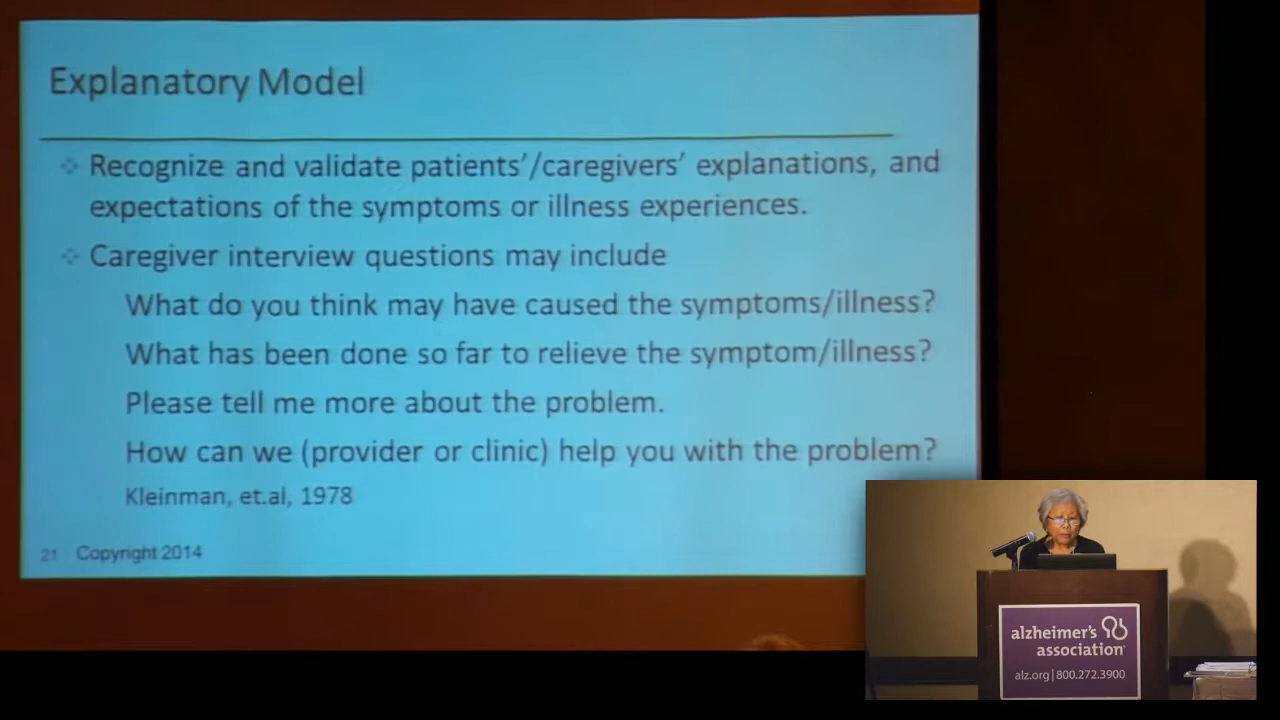 Explanatory Model
Recognize and validate patients’/caregivers’ explanations, and
expectations of the symptoms or illness experiences.
Caregiver interview questions may include
What do you think may have caused the symptoms/illness?
What has been done so far to relieve the symptom/illness?
Please tell me more about the problem.
How can we (provider or clinic) help you with the problem?
Kleinman, et.al, 1978
21 Copyright 2014
alzheimer's
association
alz.org|800.272.3900